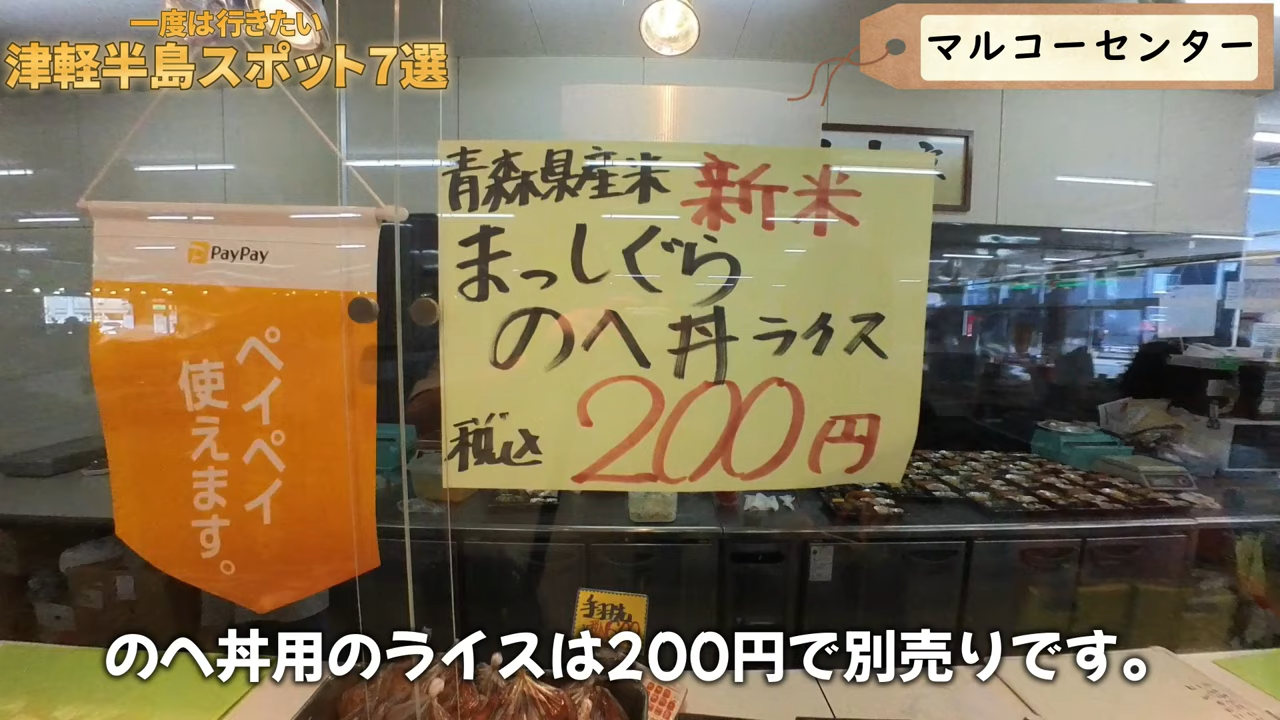 一度は行きたい
津軽半島スポット7選
マルコーセンター
青森県産米 新米
まっしぐら
のへ丼 ライス
税込 200円
PayPay
ペイペイ
使えます。
手羽先
のへ丼用のライスは200円で別売りです。